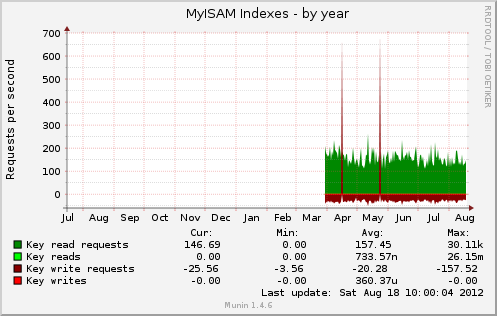 MyISAM Indexes - by year
RRDTOOL / TOBI OETIKER
Requests per second
700
600
500
400
300
200
100
0
Jul Aug Sep Oct Nov Dec Jan Feb Mar Apr May Jun Jul Aug
Cur: Min: Avg: Max:
Key read requests 146.69 0.00 157.45 30.11k
Key reads 0.00 0.00 733.57n 26.15m
Key write requests -25.56 -3.56 -20.28 -157.52
Key writes -0.00 -0.00 360.37u -0.00
Last update: Sat Aug 18 10:00:04 2012
Munin 1.4.6